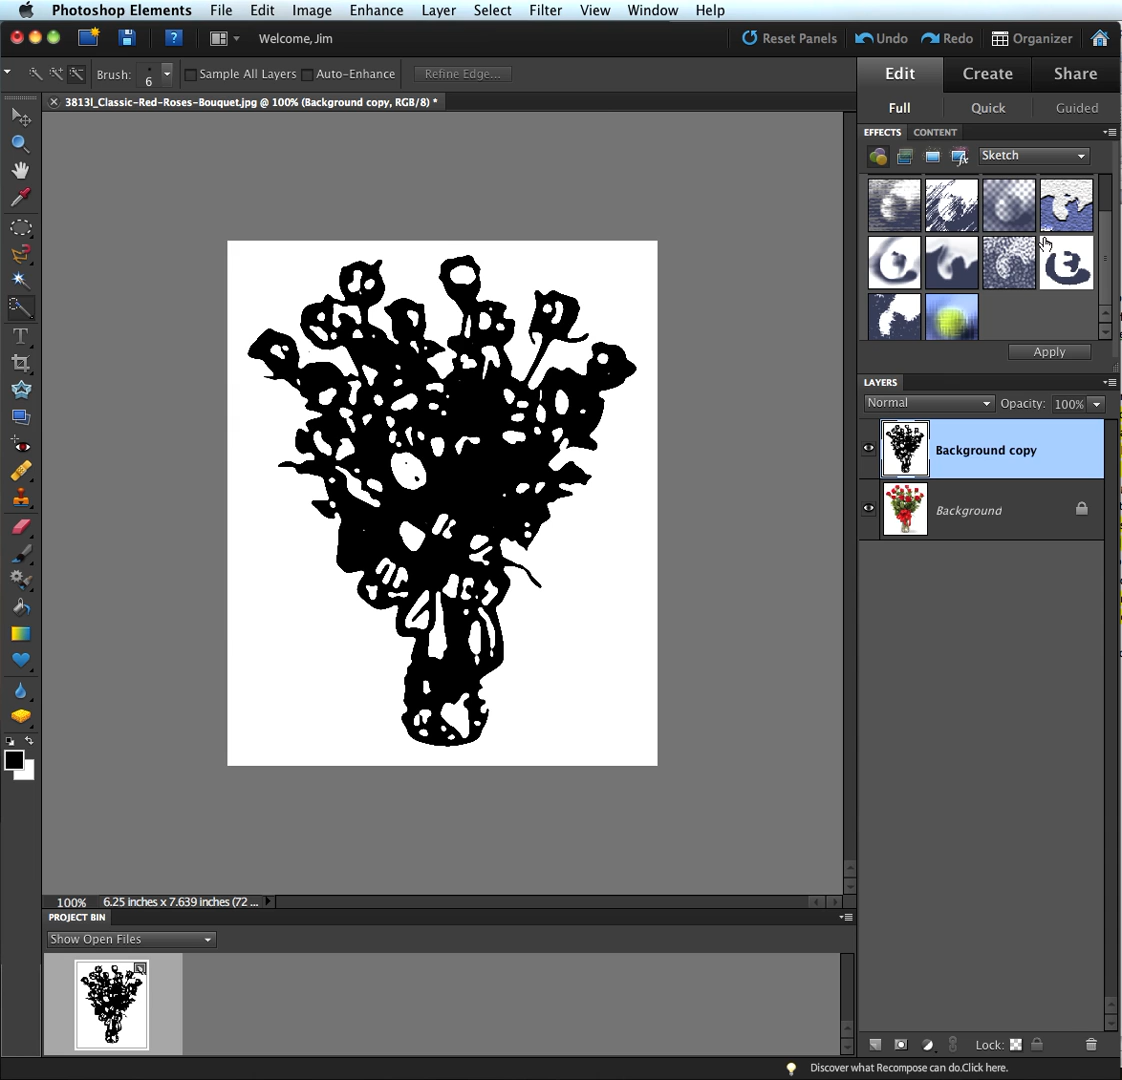 Photoshop Elements File Edit Image Enhance Layer Select Filter View Window Help
? Welcome, Jim Reset Panels Undo Redo Organizer
Brush: 6 Sample All Layers Auto-Enhance Refine Edge... Edit Create Share
3813l_Classic-Red-Roses-Bouquet.jpg @ 100% (Background copy, RGB/8) * Full Quick Guided
EFFECTS CONTENT
Sketch
Apply
LAYERS
Normal Opacity: 100%
Background copy
Background
T
100% 6.25 inches x 7.639 inches (72 ...
PROJECT BIN
Show Open Files
Lock:
Discover what Recompose can do.Click here.